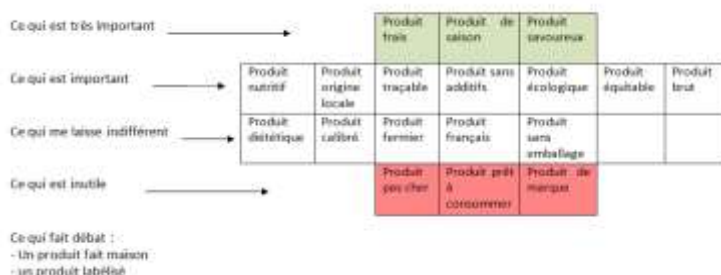 Ce qui est très important
Produit frais
Produit de saison
Produit savoureux
Ce qui est important
Produit nutritif
Produit origine locale
Produit traçable
Produit sans additifs
Produit écologique
Produit équitable
Produit brut
Ce qui me laisse indifférent
Produit diététique
Produit calibré
Produit fermier
Produit français
Produit sans emballage
Ce qui est inutile
Produit pas cher
Produit prêt à consommer
Produit de marque
Ce qui fait débat :
- Un produit fait maison
- un produit labélisé